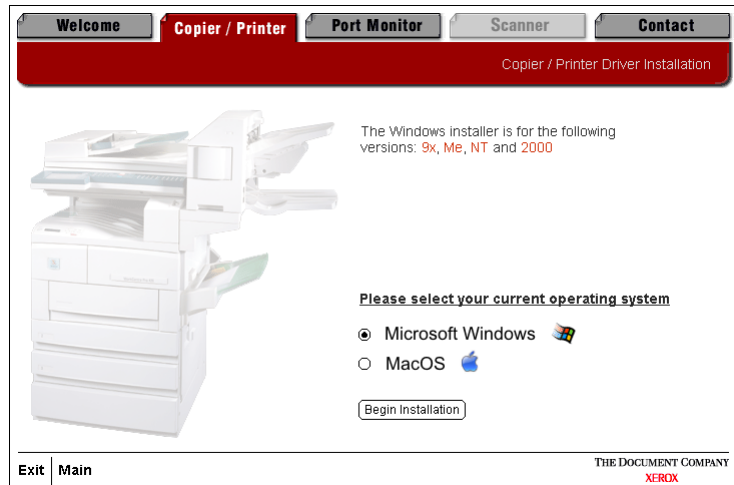 Welcome
Copier / Printer
Port Monitor
Scanner
Contact
Copier / Printer Driver Installation
The Windows installer is for the following
versions: 9x, Me, NT and 2000
Please select your current operating system
Microsoft Windows
MacOS
Begin Installation
Exit
Main
THE DOCUMENT COMPANY
XEROX